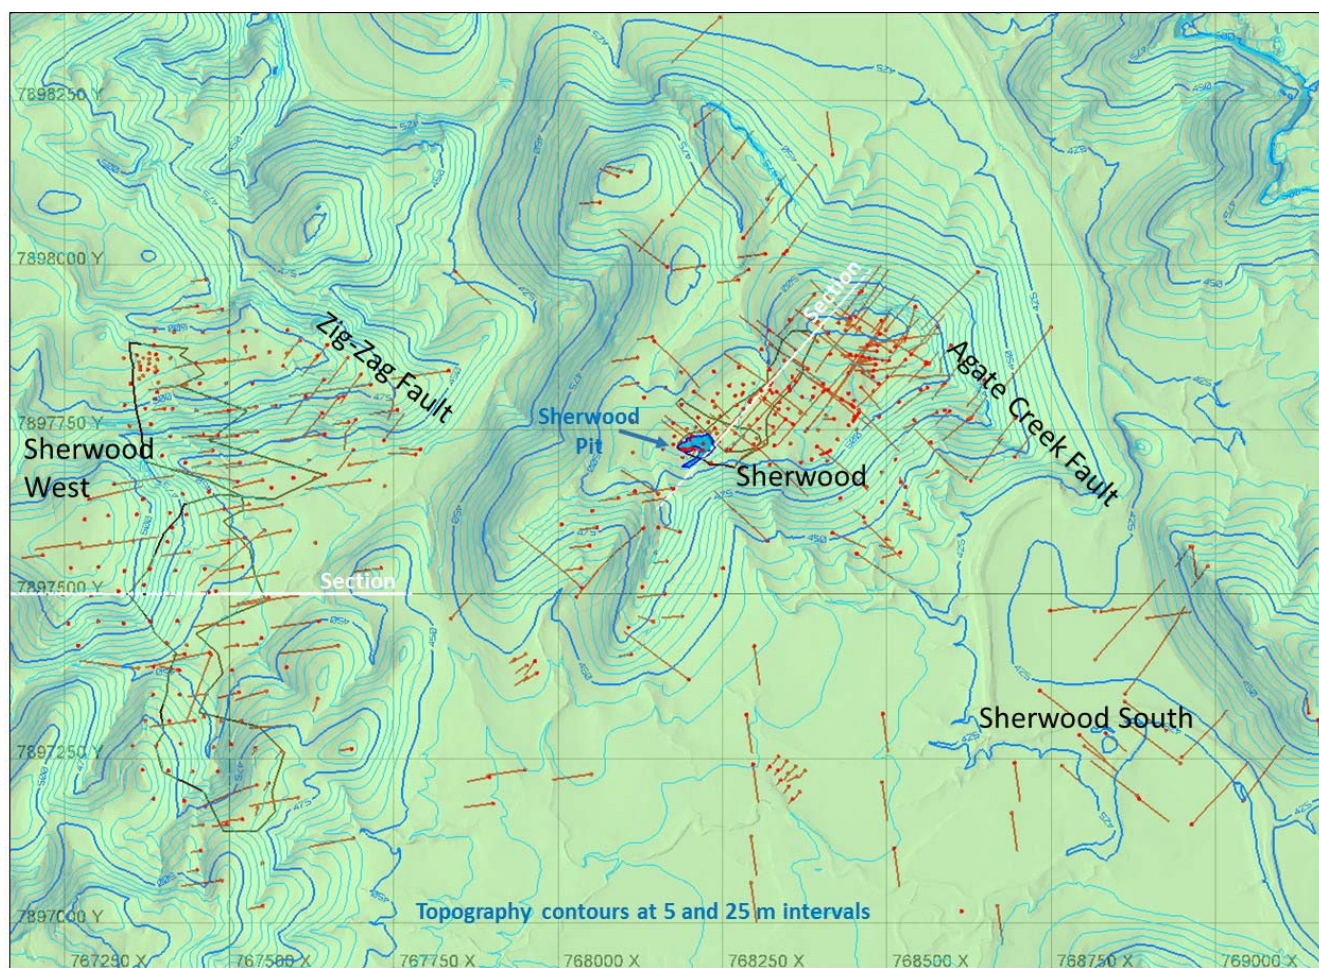 7898250 Y
7898000 Y
Section
Zig-Zag Fault
Agate Creek Fault
7897750 Y
Sherwood
Pit
Sherwood
West
Sherwood
Section
7897500 Y
Sherwood South
7897250 Y
7897000 Y
Topography contours at 5 and 25 m intervals
767250 X
767500 X
767750 X
768000 X
768250 X
768500 X
768750 X
769000 X